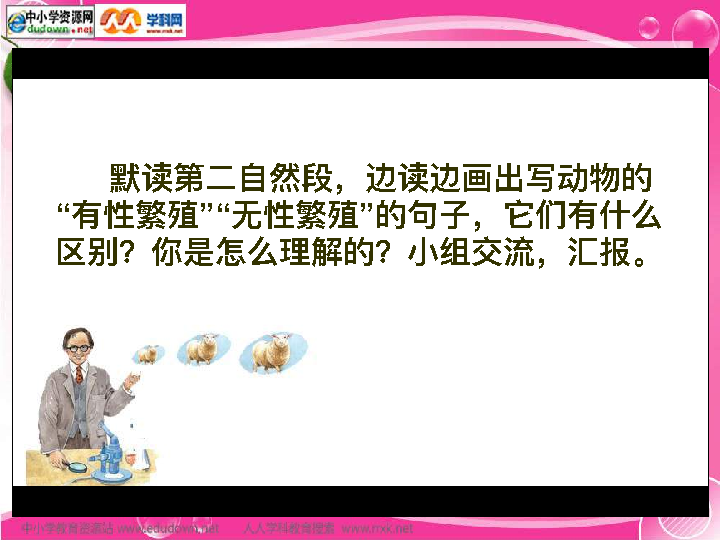 中小学资源网
dudown.net
学科网
www.rrxk.net
默读第二自然段，边读边画出写动物的
“有性繁殖”“无性繁殖”的句子，它们有什么
区别？你是怎么理解的？小组交流，汇报。
中小学教育资源站 www.edudown.net 人人学科教育搜索 www.rrxk.net